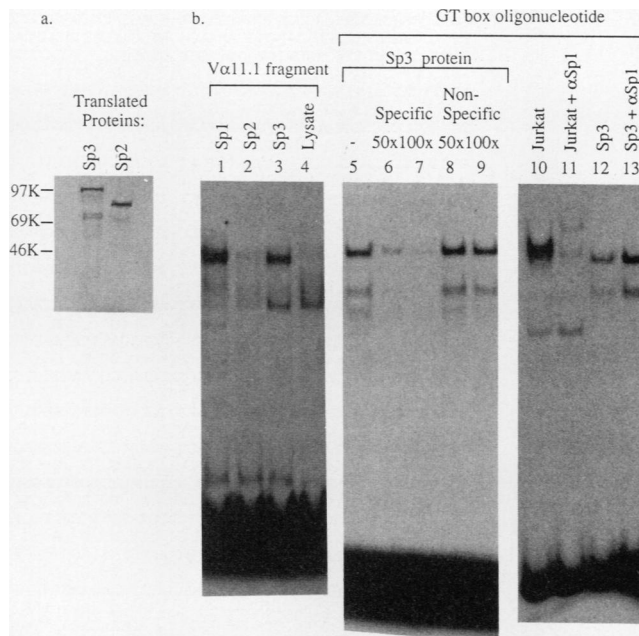 a.
b.
GT box oligonucleotide
Vα11.1 fragment
Sp3 protein
Translated
Proteins:
Sp3
Sp2
97K
69K
46K
Sp1
Sp2
Sp3
Lysate
1 2 3 4
Specific
Non-
Specific
- 50x100x 50x100x
5 6 7 8 9
Jurkat
Jurkat + αSp1
Sp3
Sp3 + αSp1
10 11 12 13